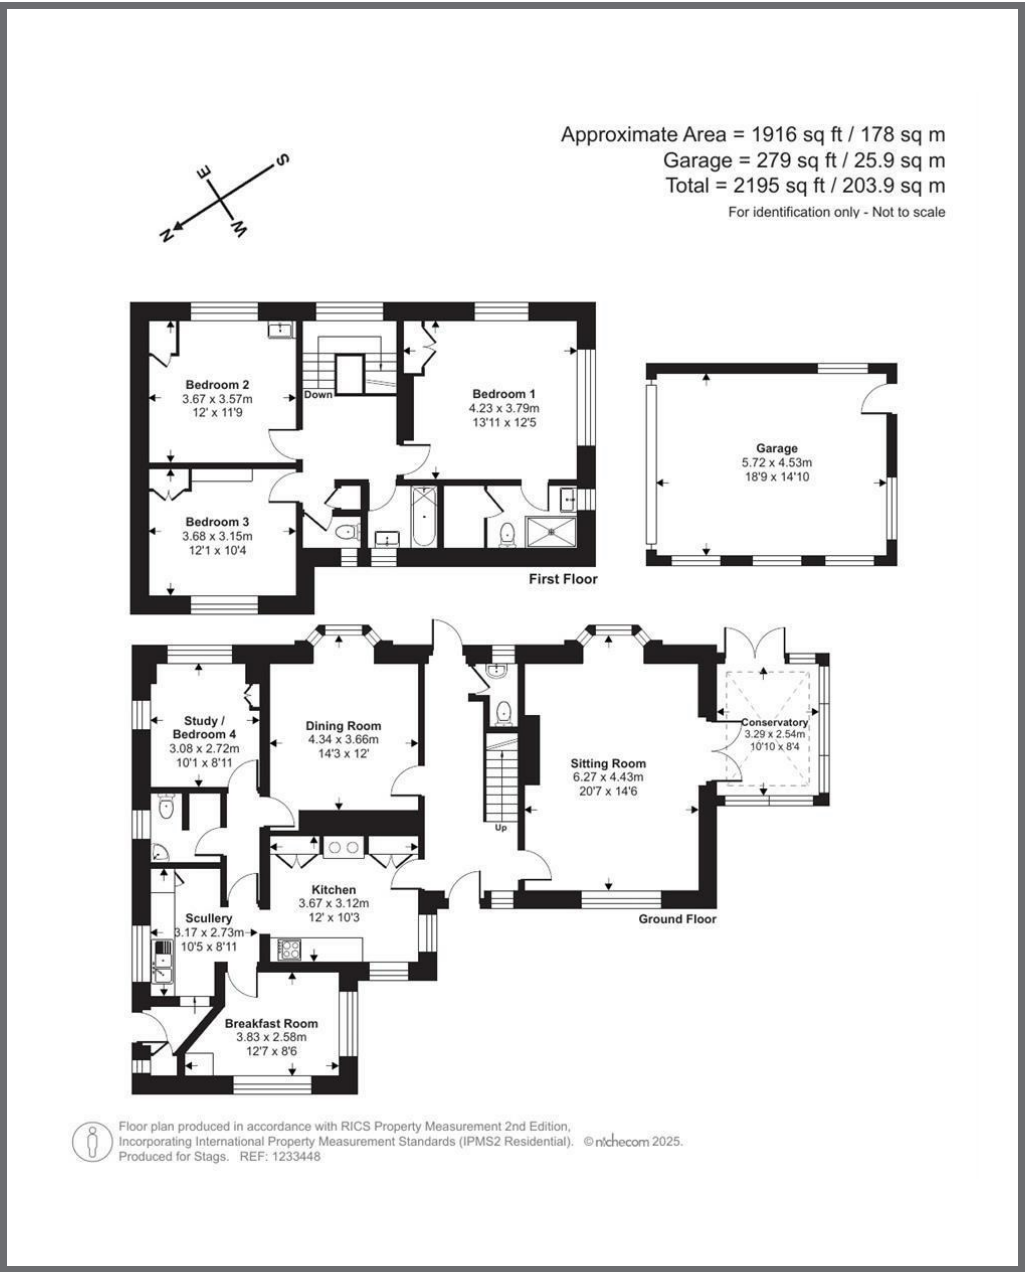 Approximate Area = 1916 sq ft / 178 sq m
Garage = 279 sq ft / 25.9 sq m
Total = 2195 sq ft / 203.9 sq m
For identification only - Not to scale
S
E
W
N
Bedroom 2
3.67 x 3.57m
12' x 11'9
Down
Bedroom 1
4.23 x 3.79m
13'11 x 12'5
Garage
5.72 x 4.53m
18'9 x 14'10
Bedroom 3
3.68 x 3.15m
12'1 x 10'4
First Floor
Study /
Bedroom 4
3.08 x 2.72m
10'1 x 8'11
Dining Room
4.34 x 3.66m
14'3 x 12'
Sitting Room
6.27 x 4.43m
20'7 x 14'6
Conservatory
3.29 x 2.54m
10'10 x 8'4
Up
Kitchen
3.67 x 3.12m
12' x 10'3
Scullery
3.17 x 2.73m
10'5 x 8'11
Ground Floor
Breakfast Room
3.83 x 2.58m
12'7 x 8'6
Floor plan produced in accordance with RICS Property Measurement 2nd Edition,
Incorporating International Property Measurement Standards (IPMS2 Residential). © nichecom 2025.
Produced for Stags. REF: 1233448